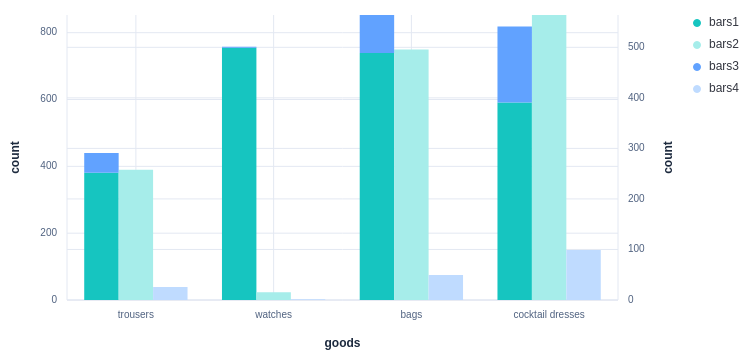 800
600
400
200
0
count
500
400
300
200
100
0
count
trousers
watches
bags
cocktail dresses
goods
bars1
bars2
bars3
bars4